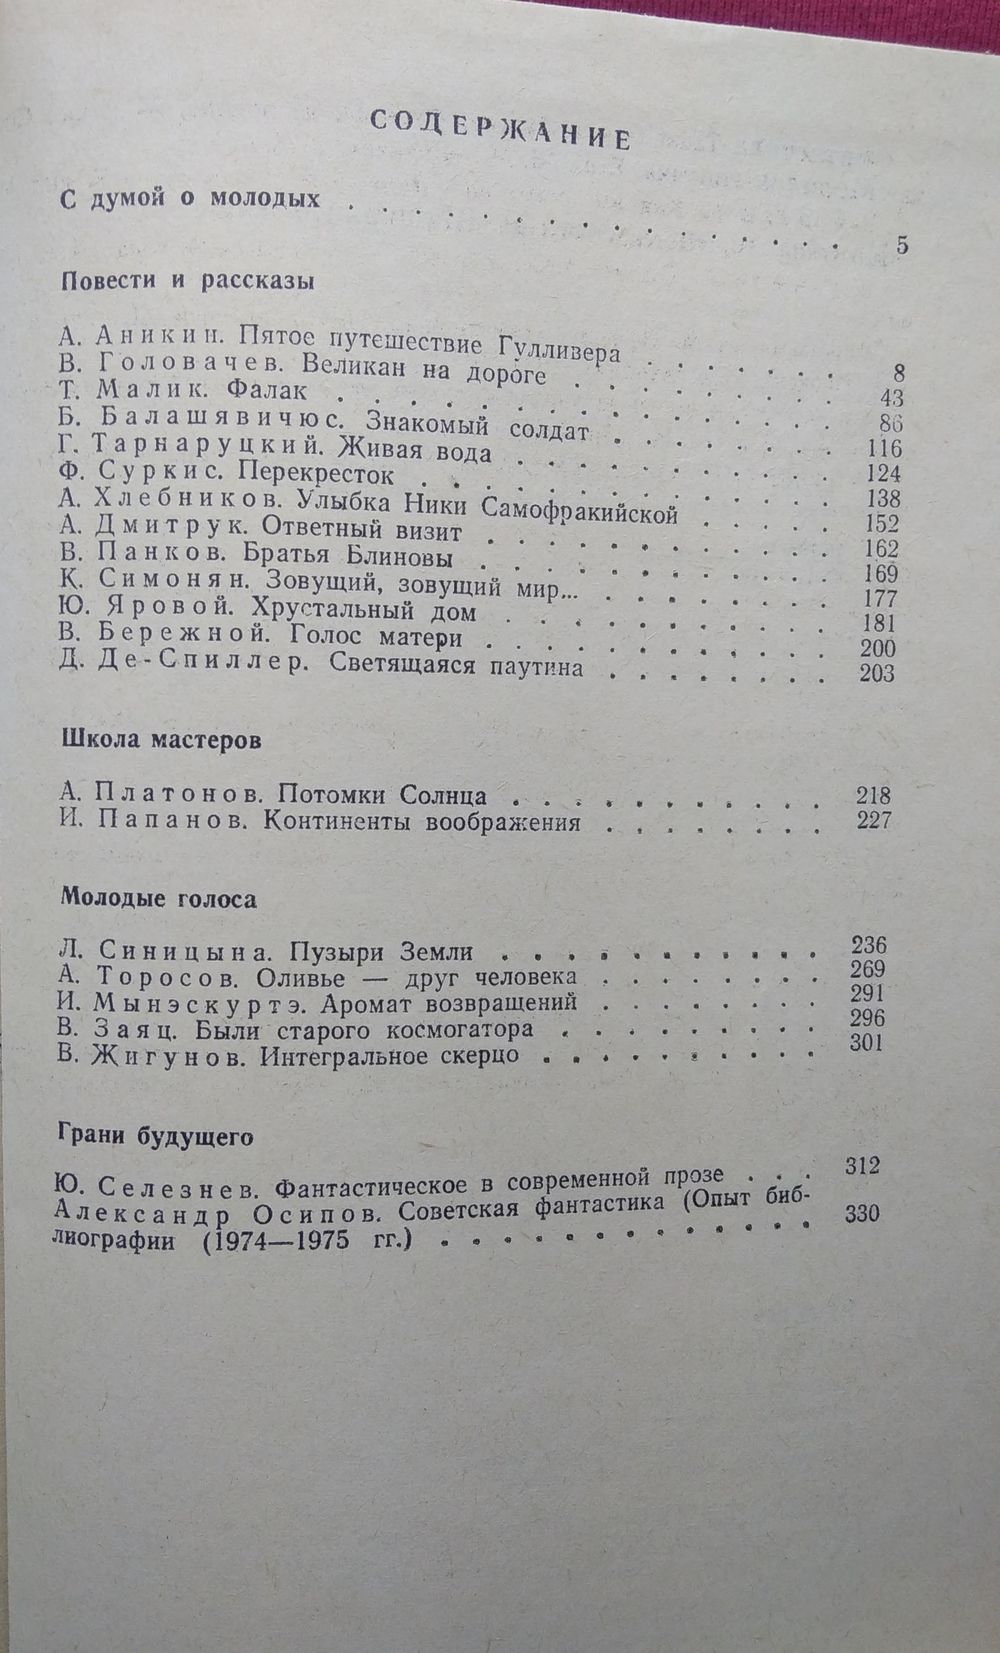 СОДЕРЖАНИЕ
С думой о молодых . . . . . . . . . . . . . . . . 5
Повести и рассказы
А. Аникин. Пятое путешествие Гулливера . . . . . . . 8
В. Головачев. Великан на дороге . . . . . . . . . 43
Т. Малик. Фалак . . . . . . . . . . . . . . . . 86
Б. Балашявичюс. Знакомый солдат . . . . . . . . 116
Г. Тарнаруцкий. Живая вода . . . . . . . . . . . 124
Ф. Суркис. Перекресток . . . . . . . . . . . . . 138
А. Хлебников. Улыбка Ники Самофракийской . . . . . 152
А. Дмитрук. Ответный визит . . . . . . . . . . . 162
В. Панков. Братья Блиновы . . . . . . . . . . . 169
К. Симонян. Зовущий, зовущий мир... . . . . . . . . 177
Ю. Яровой. Хрустальный дом . . . . . . . . . . . 181
В. Бережной. Голос матери . . . . . . . . . . . 200
Д. Де-Спиллер. Светящаяся паутина . . . . . . . . 203
Школа мастеров
А. Платонов. Потомки Солнца . . . . . . . . . . 218
И. Папанов. Континенты воображения . . . . . . . . 227
Молодые голоса
Л. Синицына. Пузыри Земли . . . . . . . . . . . 236
А. Торосов. Оливье — друг человека . . . . . . . . 269
И. Мынэскуртэ. Аромат возвращений . . . . . . . . 291
В. Заяц. Были старого космогатора . . . . . . . . . 296
В. Жигунов. Интегральное скерцо . . . . . . . . . 301
Грани будущего
Ю. Селезнев. Фантастическое в современной прозе . . . 312
Александр Осипов. Советская фантастика (Опыт биб-
лиографии (1974—1975 гг.) . . . . . . . . . . . . 330